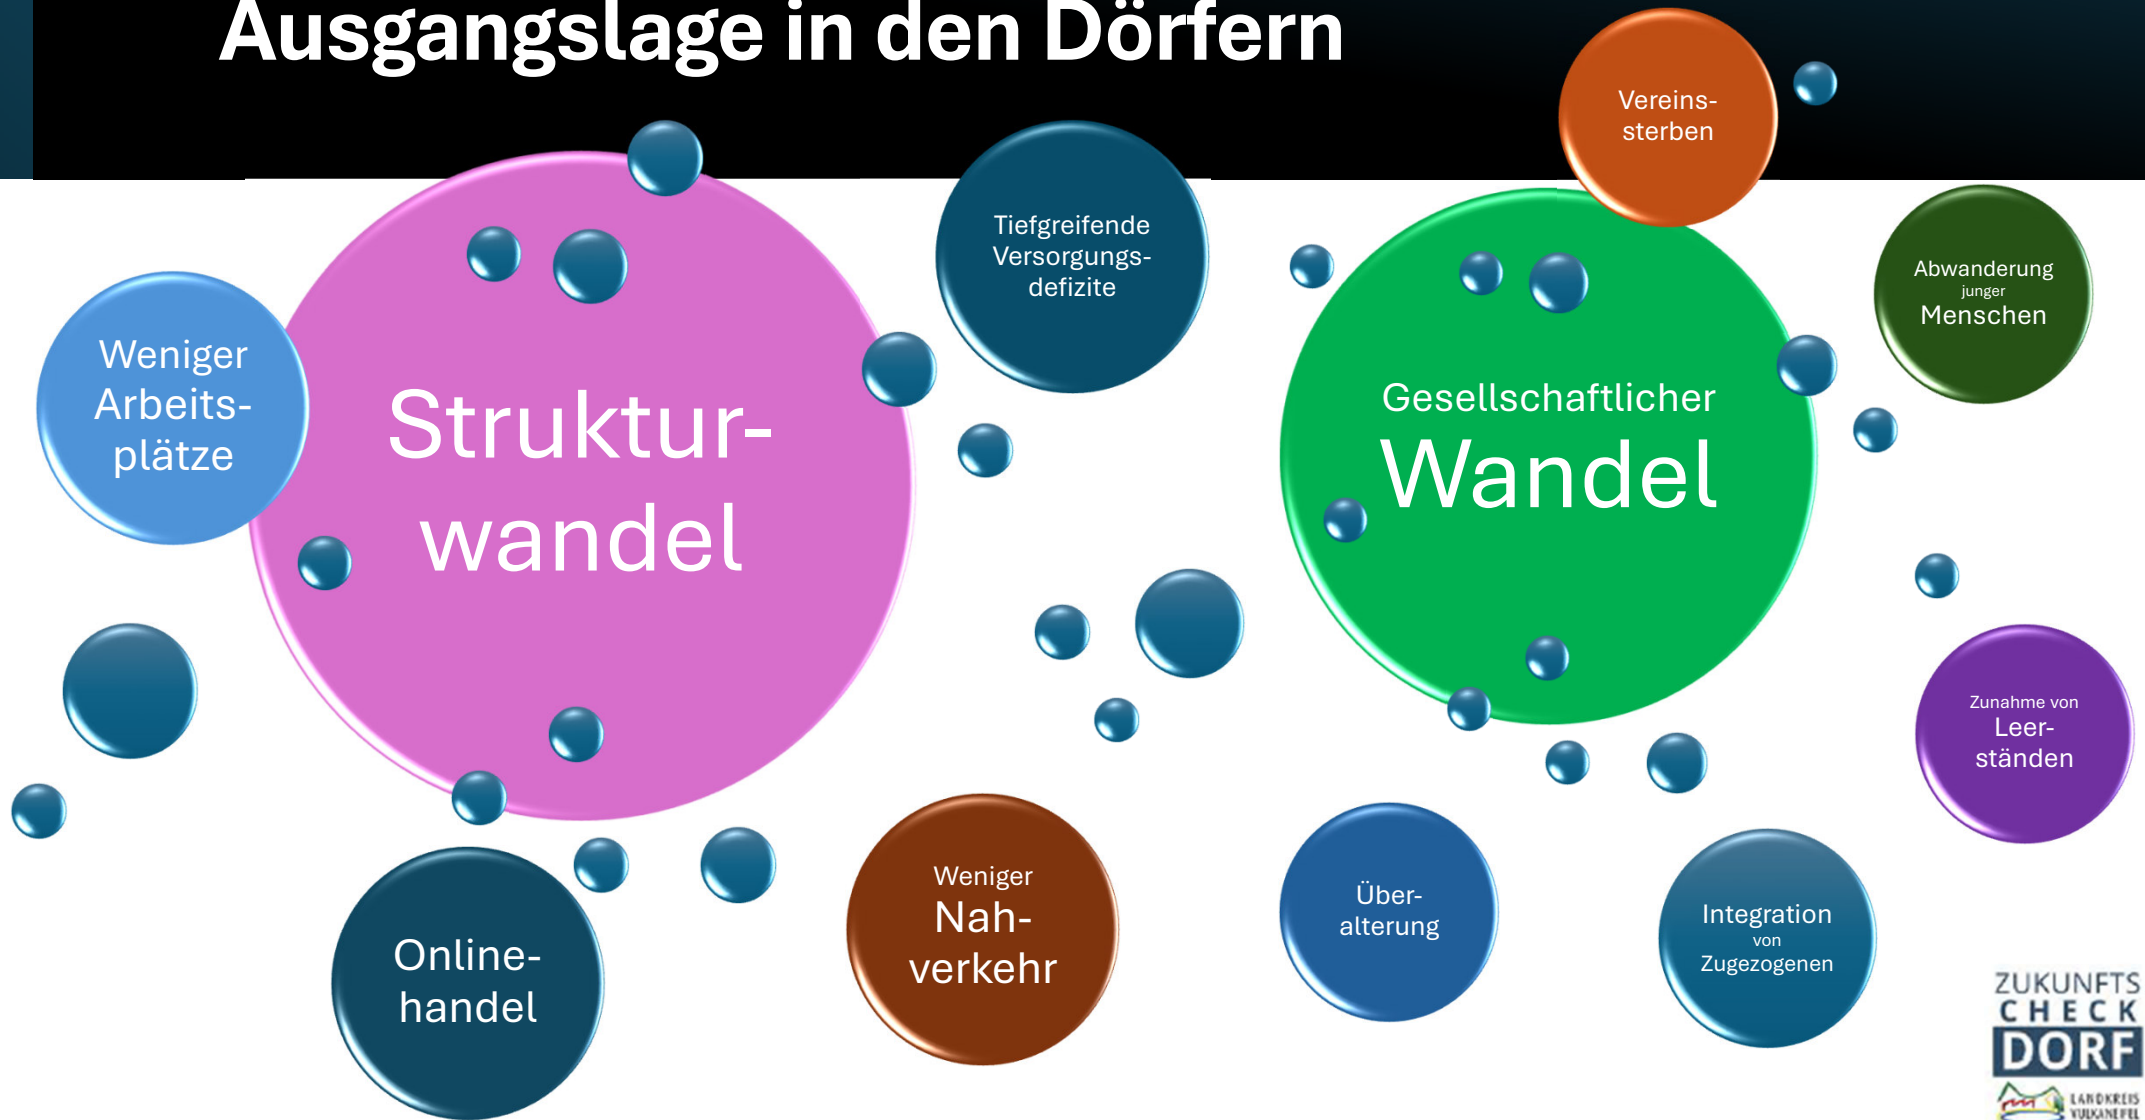 Ausgangslage in den Dörfern
Weniger
Arbeits-
plätze
Struktur-
wandel
Tiefgreifende
Versorgungs-
defizite
Online-
handel
Weniger
Nah-
verkehr
Vereins-
sterben
Gesellschaftlicher
Wandel
Abwanderung
junger
Menschen
Zunahme von
Leer-
ständen
Über-
alterung
Integration
von
Zugezogenen
ZUKUNFTS
CHECK
DORF
LANDKREIS
VULKANEIFEL